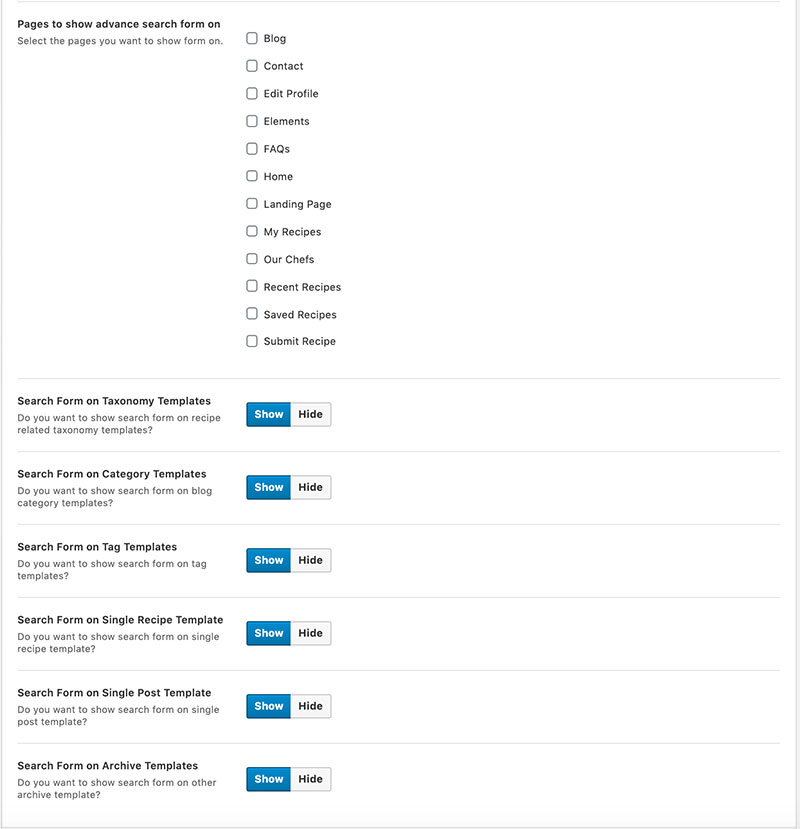 Pages to show advance search form on
Select the pages you want to show form on.
Blog
Contact
Edit Profile
Elements
FAQs
Home
Landing Page
My Recipes
Our Chefs
Recent Recipes
Saved Recipes
Submit Recipe
Search Form on Taxonomy Templates
Do you want to show search form on recipe
related taxonomy templates?
Show Hide
Search Form on Category Templates
Do you want to show search form on blog
category templates?
Show Hide
Search Form on Tag Templates
Do you want to show search form on tag
templates?
Show Hide
Search Form on Single Recipe Template
Do you want to show search form on single
recipe template?
Show Hide
Search Form on Single Post Template
Do you want to show search form on single
post template?
Show Hide
Search Form on Archive Templates
Do you want to show search form on other
archive template?
Show Hide